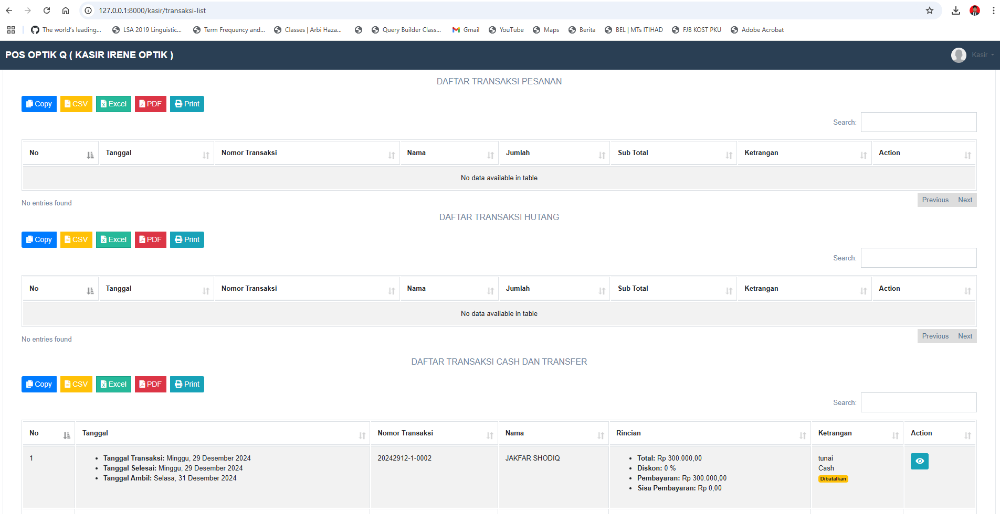 127.0.0.1:8000/kasir/transaksi-list
The world's leading... LSA 2019 Linguistic... Term Frequency and... Classes | Arbi Haza... Query Builder Class... Gmail YouTube Maps Berita BEL | MTs ITIHAD FJB KOST PKU Adobe Acrobat
POS OPTIK Q ( KASIR IRENE OPTIK ) Kasir
DAFTAR TRANSAKSI PESANAN
Copy CSV Excel PDF Print
Search:
No Tanggal Nomor Transaksi Nama Jumlah Sub Total Ketrangan Action
No data available in table
No entries found Previous Next
DAFTAR TRANSAKSI HUTANG
Copy CSV Excel PDF Print
Search:
No Tanggal Nomor Transaksi Nama Jumlah Sub Total Ketrangan Action
No data available in table
No entries found Previous Next
DAFTAR TRANSAKSI CASH DAN TRANSFER
Copy CSV Excel PDF Print
Search:
No Tanggal Nomor Transaksi Nama Rincian Ketrangan Action
1 • Tanggal Transaksi: Minggu, 29 Desember 2024 20242912-1-0002 JAKFAR SHODIQ • Total: Rp 300.000,00 tunai
• Tanggal Selesai: Minggu, 29 Desember 2024 • Diskon: 0 % Cash
• Tanggal Ambil: Selasa, 31 Desember 2024 • Pembayaran: Rp 300.000,00 Dibatalkan
• Sisa Pembayaran: Rp 0,00